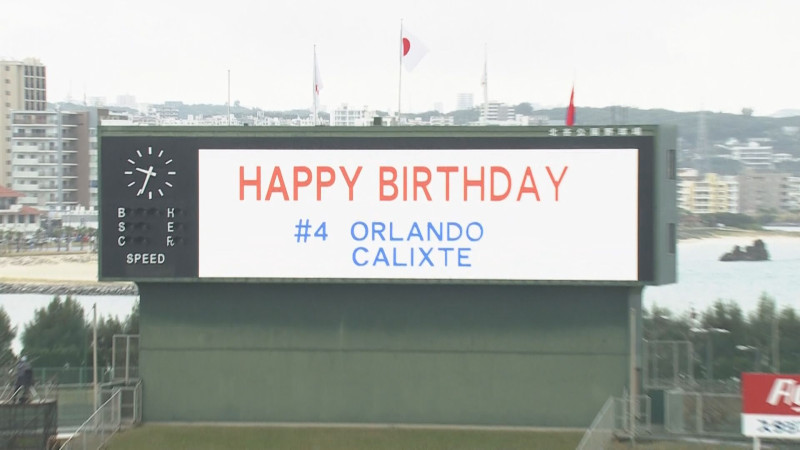 HAPPY BIRTHDAY
#4 ORLANDO
CALIXTE
B H
S E
C R
SPEED